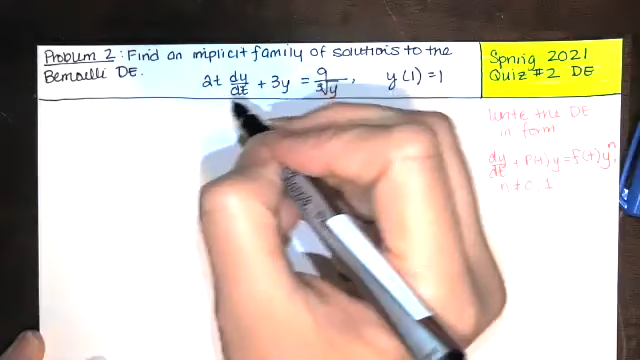 Problem 2: Find an implicit family of solutions to the
Bernoulli DE.
2t dy/dt + 3y = 9/∛y, y(1) = 1
Spring 2021
Quiz #2 DE
Write the DE
in form
dy/dt + P(t)y = f(t)y^n,
n ≠ 0, 1